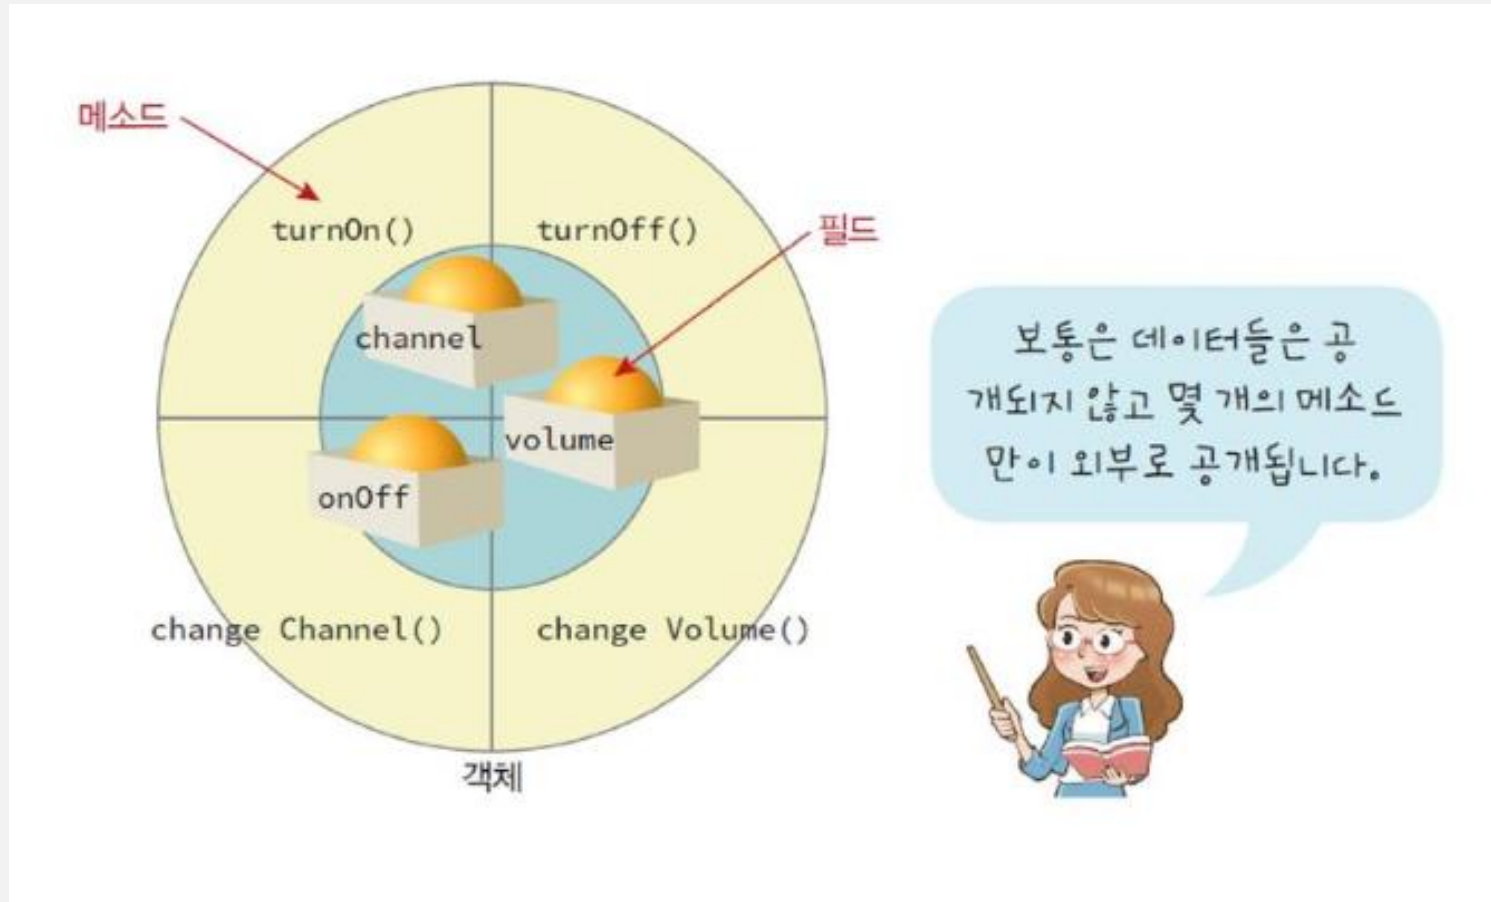 메소드
turnOn()
turnOff()
필드
channel
volume
onOff
change Channel()
change Volume()
객체
보통은 데이터들은 공
개되지 않고 몇 개의 메소드
만이 외부로 공개됩니다.